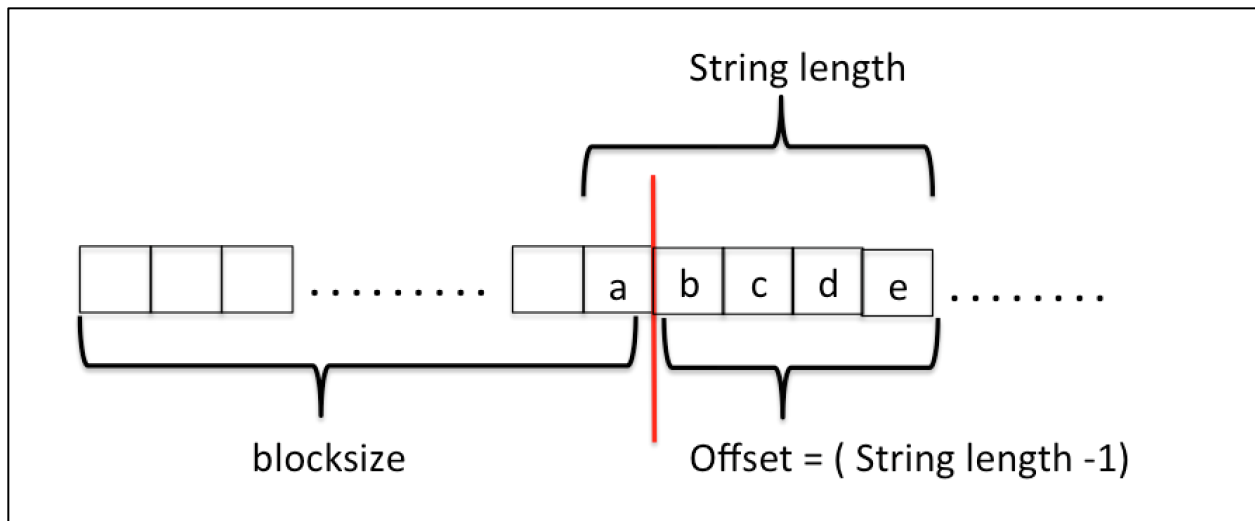 String length
. . . . . . . . . a b c d e . . . . . . . .
blocksize Offset = ( String length -1)